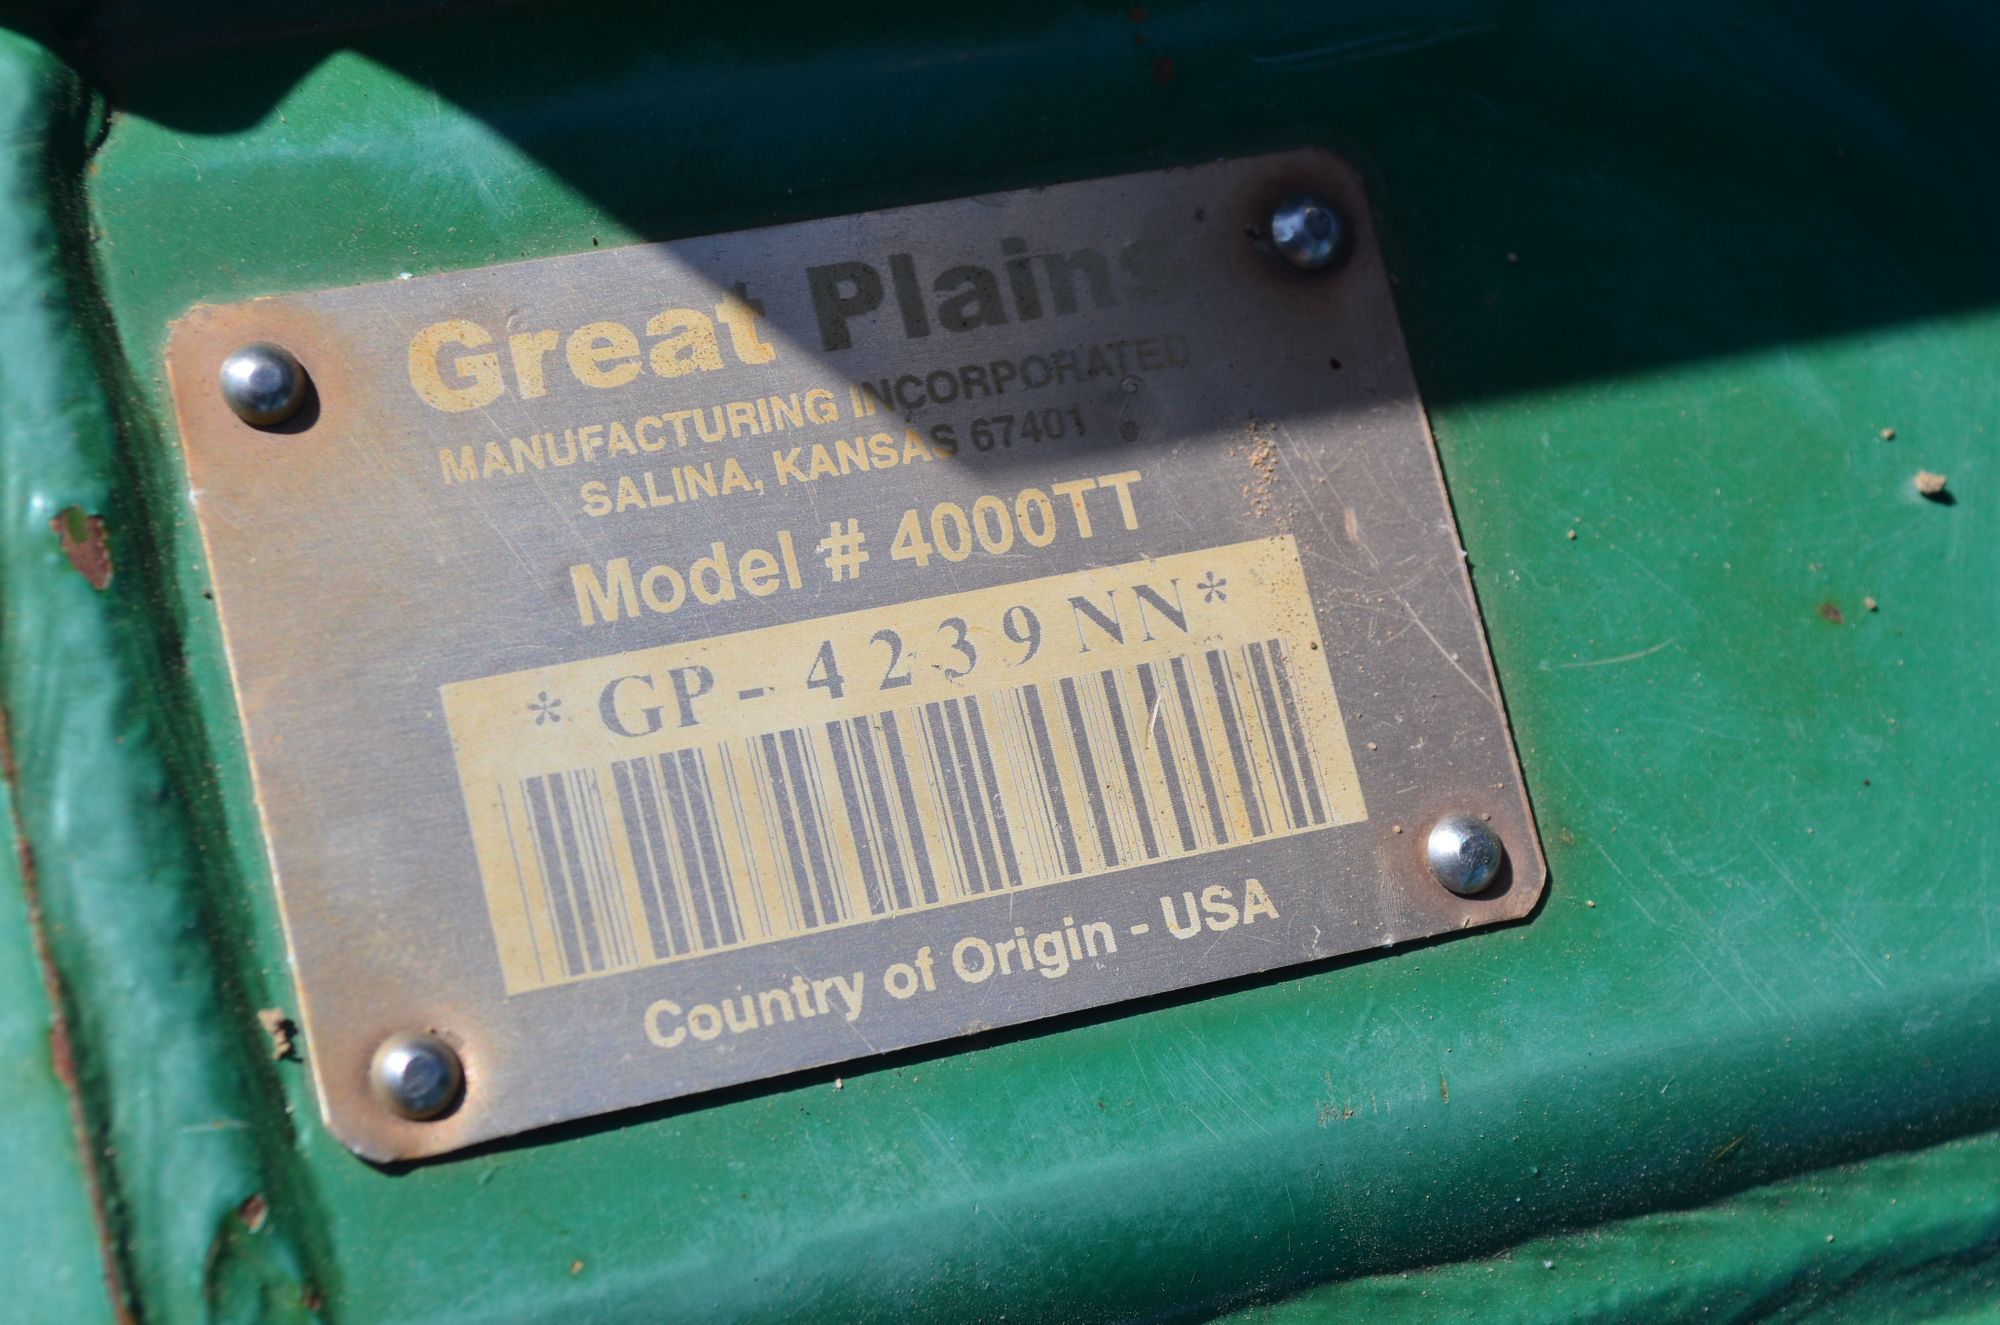 Great Plains
MANUFACTURING INCORPORATED
SALINA, KANSAS 67401
Model # 4000TT
*GP-4239NN*
Country of Origin - USA